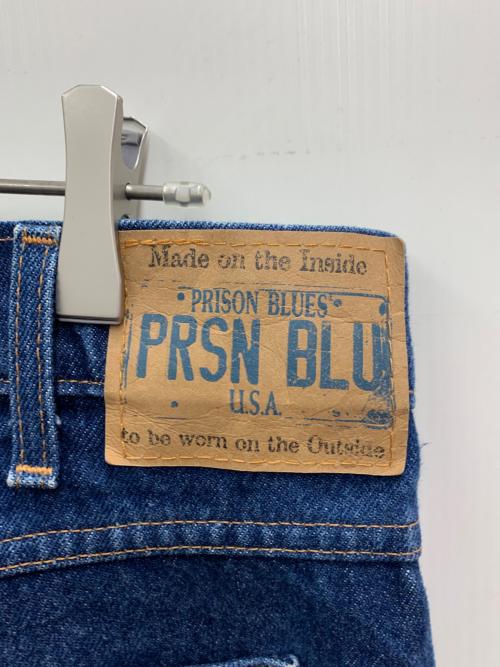 Made on the Inside
PRISON BLUES
PRSN BLU
U.S.A.
to be worn on the Outside